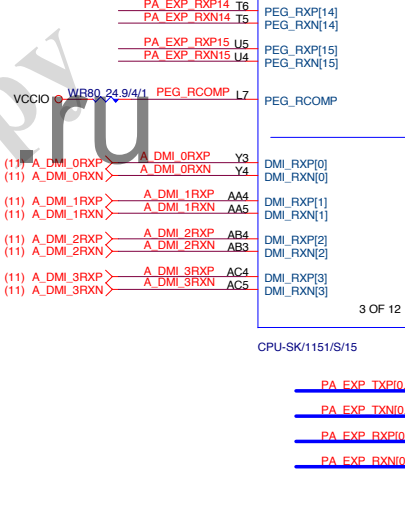 PA_EXP_RXP14 T6 PEG_RXP[14]
PA_EXP_RXN14 T5 PEG_RXN[14]
PA_EXP_RXP15 U5 PEG_RXP[15]
PA_EXP_RXN15 U4 PEG_RXN[15]
VCCIO WR80 24.9/4/1 PEG_RCOMP L7 PEG_RCOMP
.ru
(11) A_DMI_0RXP A_DMI_0RXP Y3 DMI_RXP[0]
(11) A_DMI_0RXN A_DMI_0RXN Y4 DMI_RXN[0]
(11) A_DMI_1RXP A_DMI_1RXP AA4 DMI_RXP[1]
(11) A_DMI_1RXN A_DMI_1RXN AA5 DMI_RXN[1]
(11) A_DMI_2RXP A_DMI_2RXP AB4 DMI_RXP[2]
(11) A_DMI_2RXN A_DMI_2RXN AB3 DMI_RXN[2]
(11) A_DMI_3RXP A_DMI_3RXP AC4 DMI_RXP[3]
(11) A_DMI_3RXN A_DMI_3RXN AC5 DMI_RXN[3]
3 OF 12
CPU-SK/1151/S/15
PA_EXP_TXP[0
PA_EXP_TXN[0
PA_EXP_RXP[0
PA_EXP_RXN[0